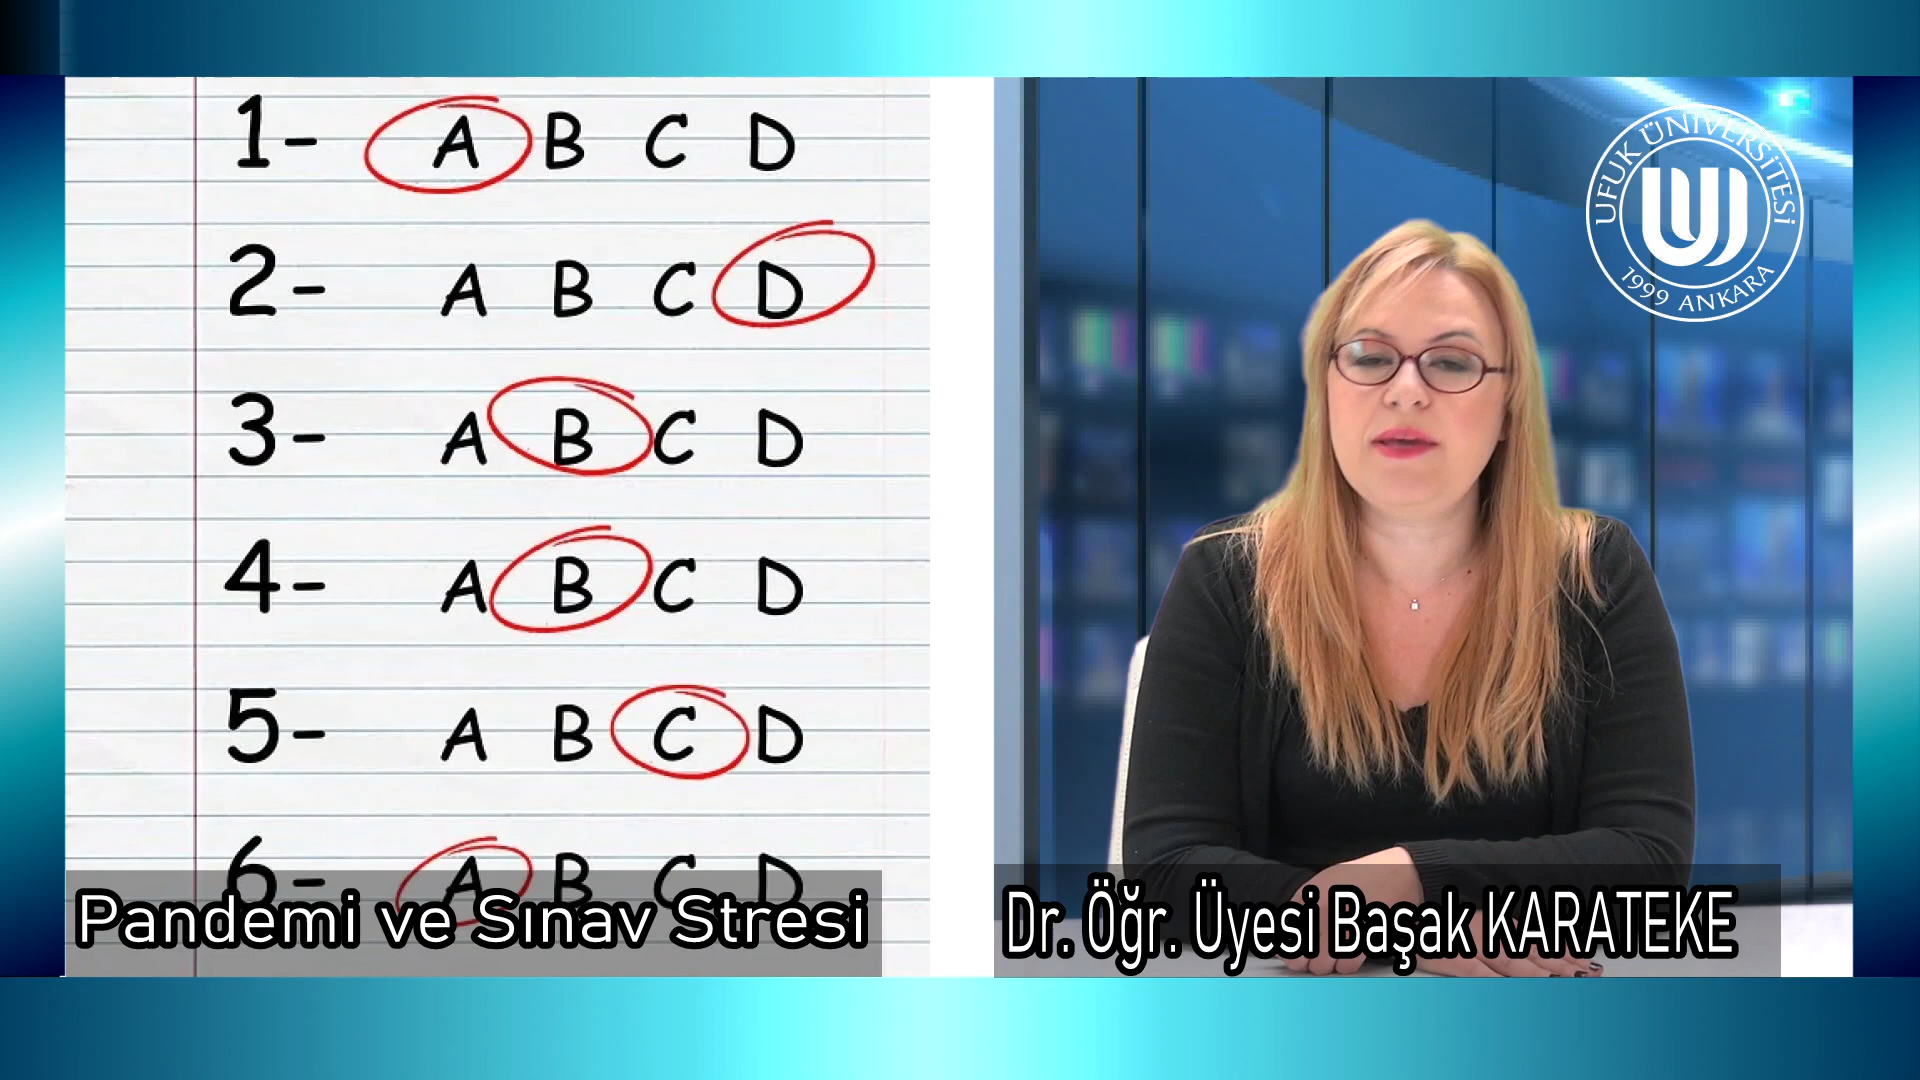 1- A B C D
2- A B C D
3- A B C D
4- A B C D
5- A B C D
6- A B C D
Pandemi ve Sınav Stresi
UFUK ÜNİVERSİTESİ
1999 ANKARA
Dr. Öğr. Üyesi Başak KARATEKE